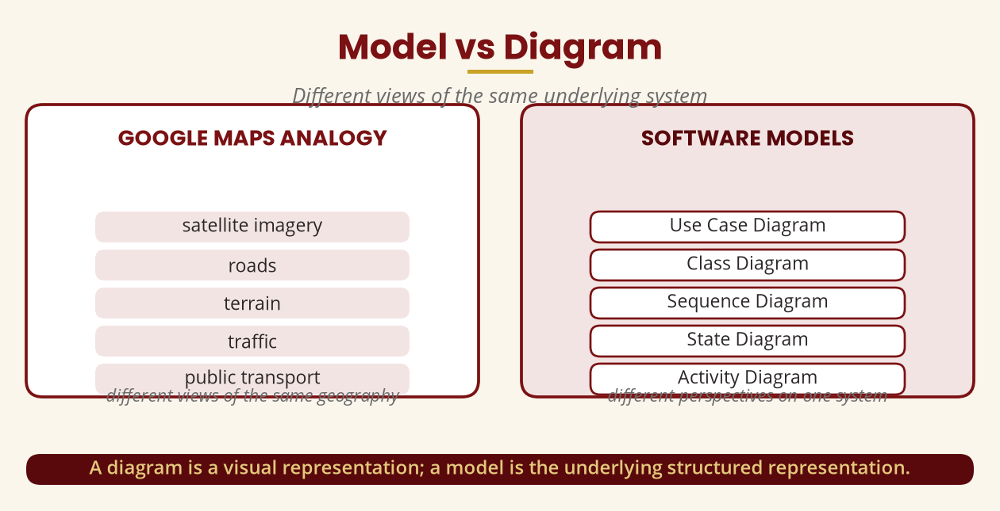 Model vs Diagram
Different views of the same underlying system
GOOGLE MAPS ANALOGY
satellite imagery
roads
terrain
traffic
public transport
different views of the same geography
SOFTWARE MODELS
Use Case Diagram
Class Diagram
Sequence Diagram
State Diagram
Activity Diagram
different perspectives on one system
A diagram is a visual representation; a model is the underlying structured representation.